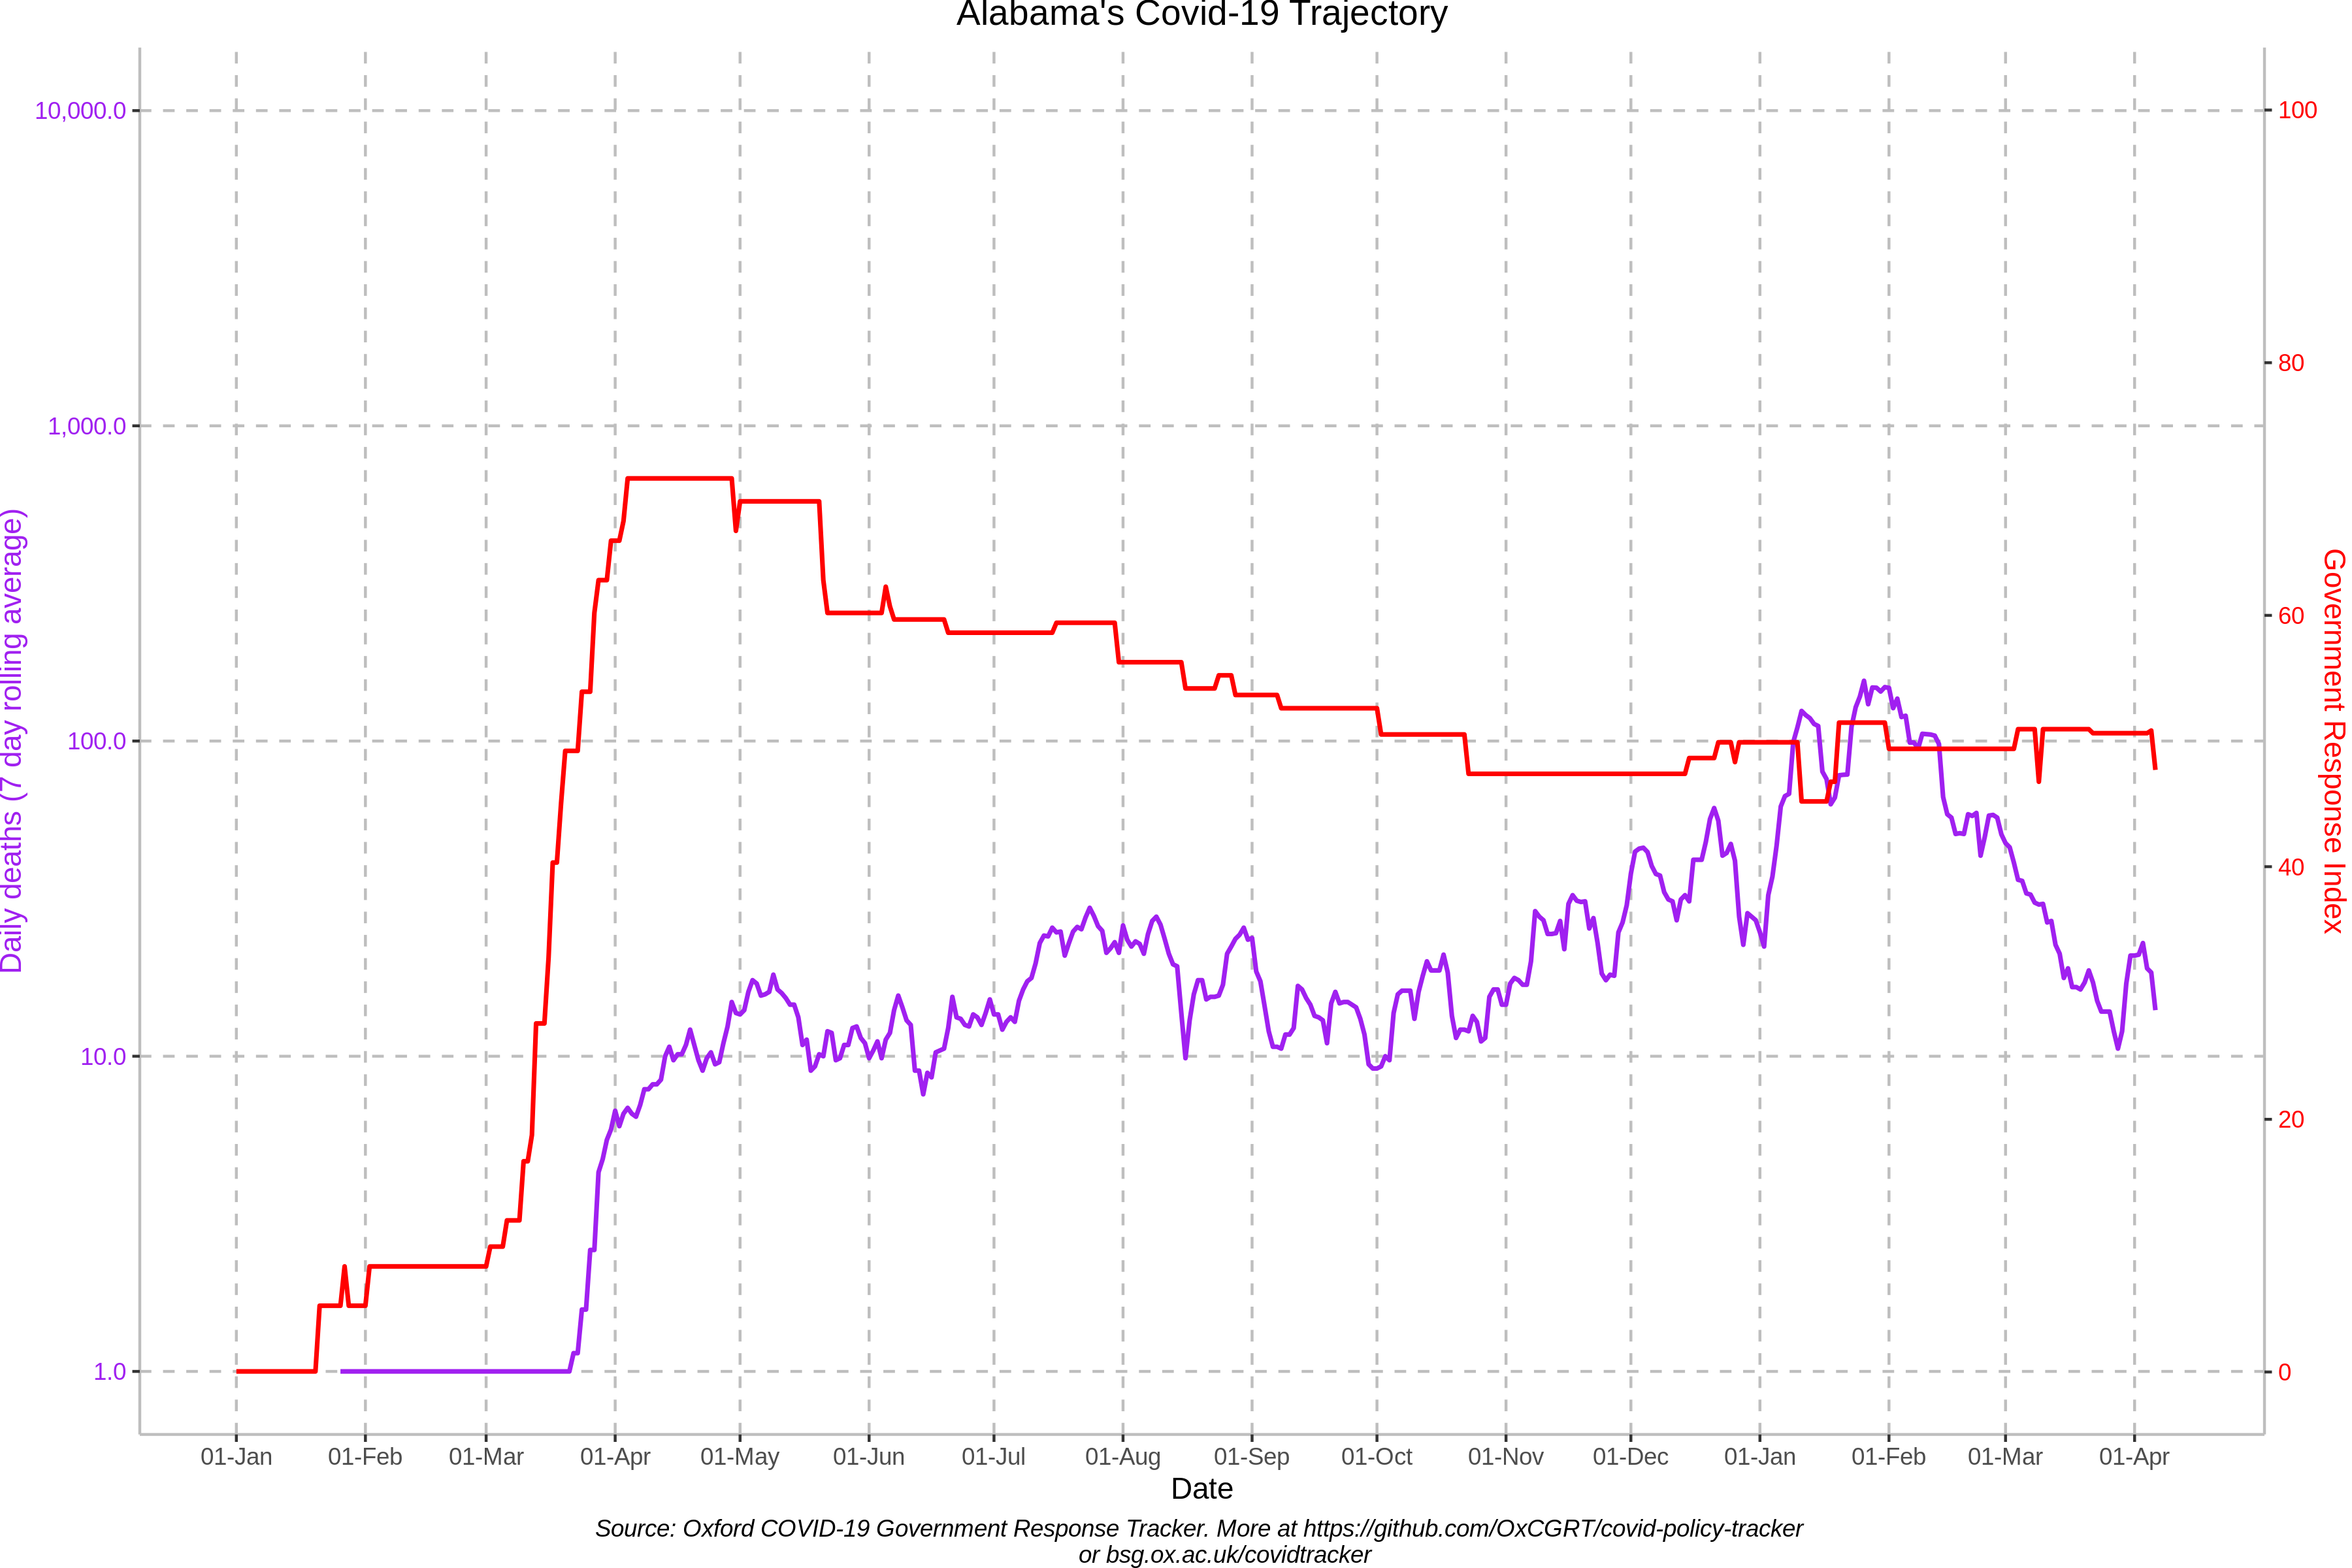 Alabama's Covid-19 Trajectory
10,000.0
1,000.0
100.0
10.0
1.0
Daily deaths (7 day rolling average)
100
80
60
40
20
0
Government Response Index
01-Jan 01-Feb 01-Mar 01-Apr 01-May 01-Jun 01-Jul 01-Aug 01-Sep 01-Oct 01-Nov 01-Dec 01-Jan 01-Feb 01-Mar 01-Apr
Date
Source: Oxford COVID-19 Government Response Tracker. More at https://github.com/OxCGRT/covid-policy-tracker
or bsg.ox.ac.uk/covidtracker